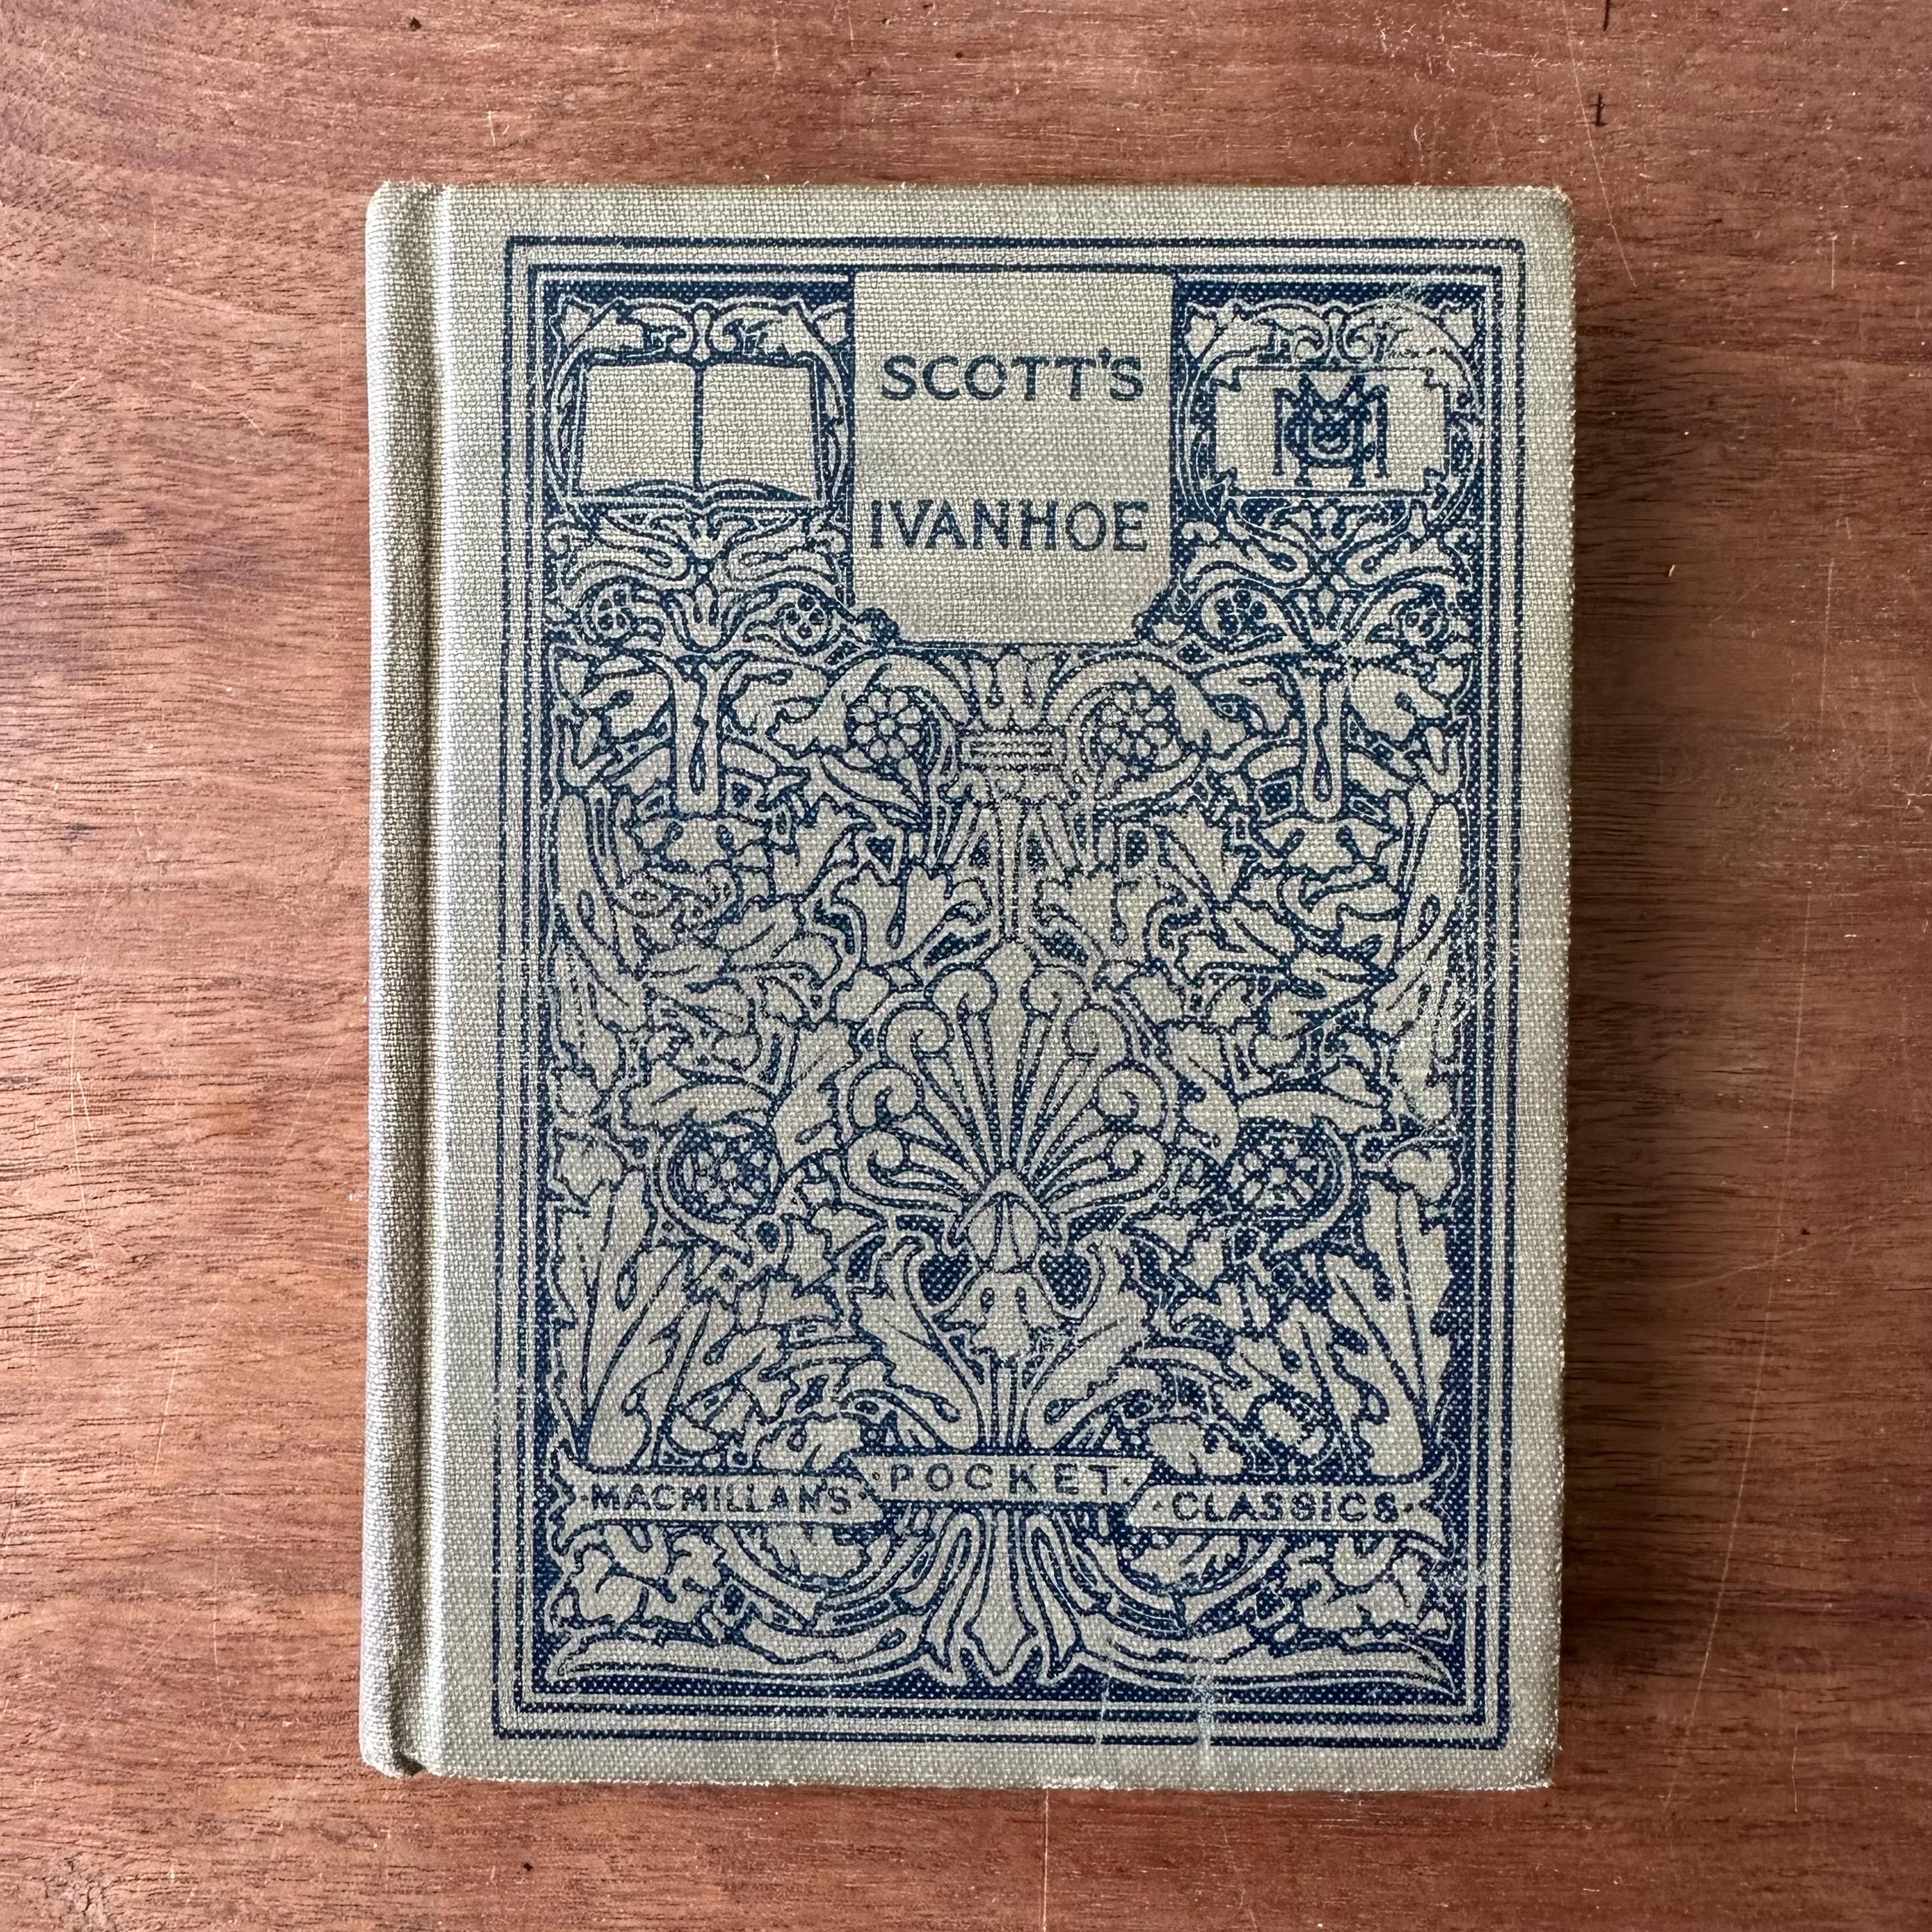 SCOTT'S
IVANHOE
·MACMILLAN'S· ·POCKET· ·CLASSICS·